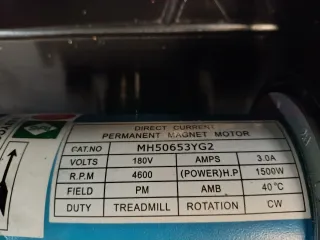 DIRECT CURRENT
PERMANENT MAGNET MOTOR
CAT.NO MH50653YG2
VOLTS 180V AMPS 3.0A
R.P.M 4600 (POWER)H.P 1500W
FIELD PM AMB 40°C
DUTY TREADMILL ROTATION CW